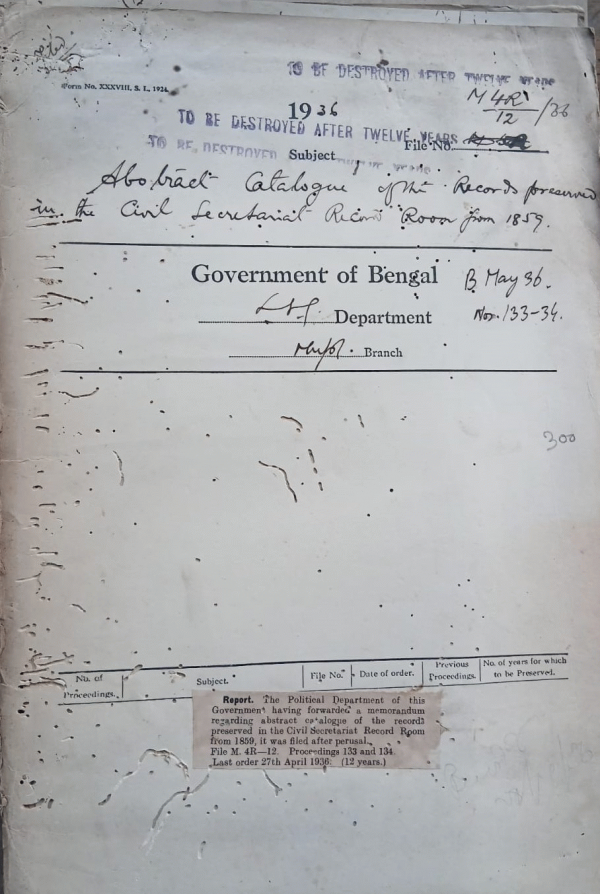 Form No. XXXVIII, S. I., 1924.
TO BE DESTROYED AFTER TWELVE YEARS
M 4R/12 /36
1936
TO BE DESTROYED AFTER TWELVE YEARS
File No.
TO BE DESTROYED TWELVE YEARS
Subject
Abstract Catalogue of the Records preserved
in the Civil Secretariat Record Room from 1859.
Government of Bengal
B May 36.
Department
Nos. 133-34.
Branch
300
No. of Proceedings.
Subject.
File No.
Date of order.
Previous Proceedings.
No. of years for which to be Preserved.
Report. The Political Department of this
Government having forwarded a memorandum
regarding abstract catalogue of the records
preserved in the Civil Secretariat Record Room
from 1859, it was filed after perusal.
File M. 4R—12. Proceedings 133 and 134.
Last order 27th April 1936. (12 years.)